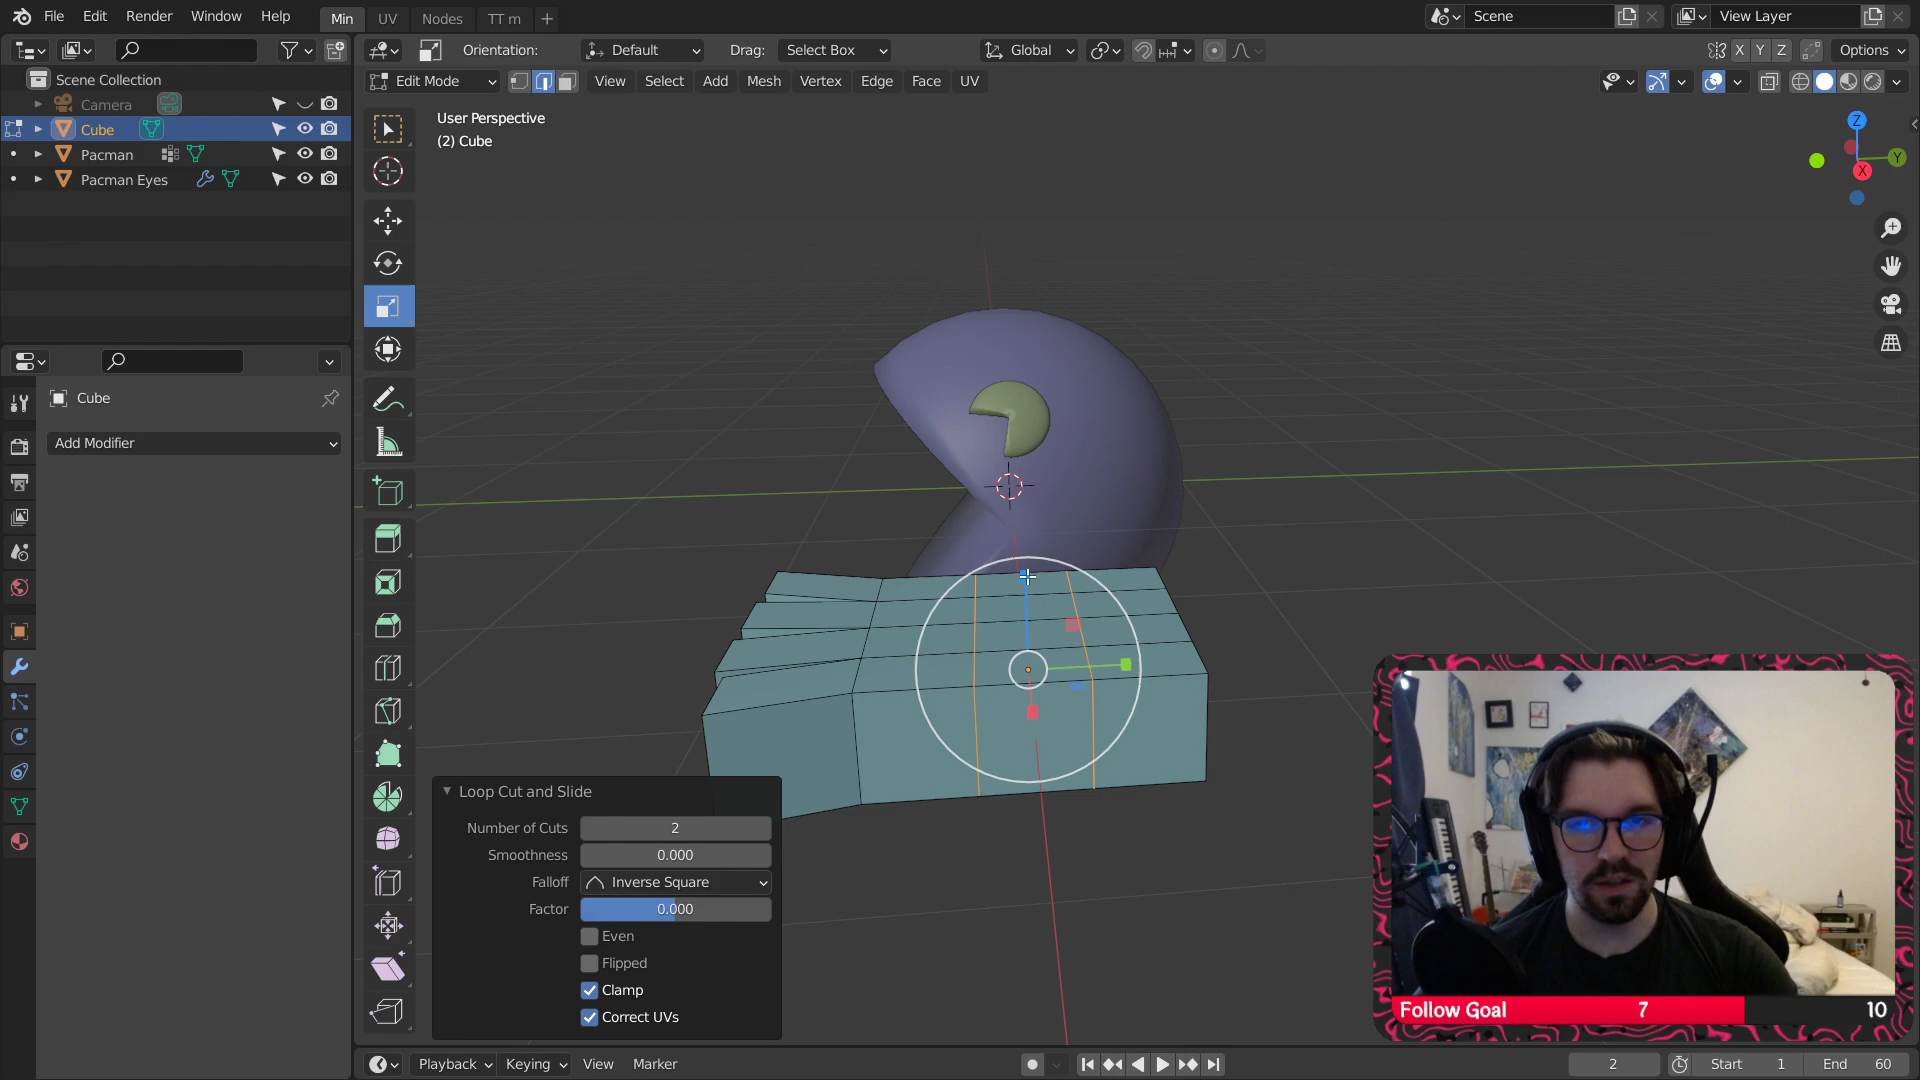 File Edit Render Window Help
Min UV Nodes TT m +
Scene
View Layer
Orientation: Default Drag: Select Box Global X Y Z Options
Scene Collection
Edit Mode View Select Add Mesh Vertex Edge Face UV
Camera
Cube
Pacman
Pacman Eyes
User Perspective
(2) Cube
Z
Y
X
Cube
Add Modifier
Loop Cut and Slide
Number of Cuts 2
Smoothness 0.000
Falloff Inverse Square
Factor 0.000
Even
Flipped
Clamp
Correct UVs
Follow Goal 7 10
Playback Keying View Marker 2 Start 1 End 60